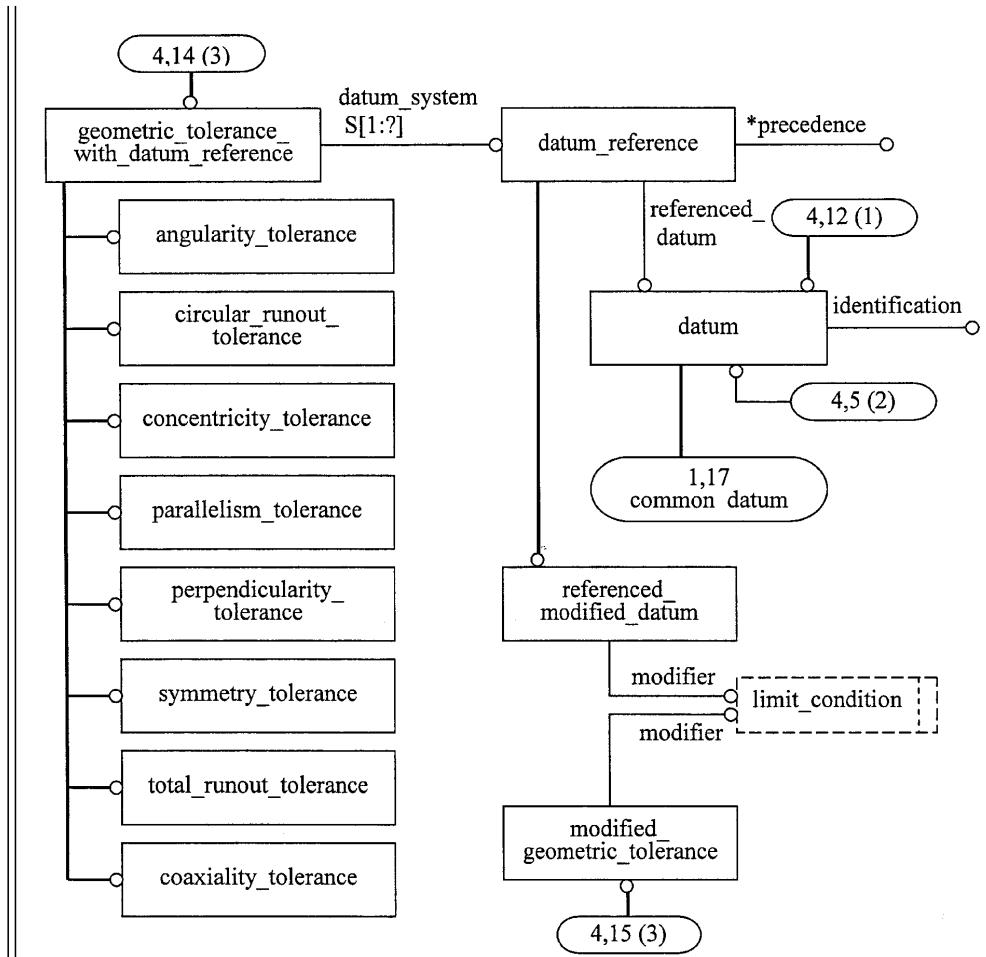 4,14 (3)
geometric_tolerance_
with_datum_reference
datum_system
S[1:?]
datum_reference
*precedence
angularity_tolerance
referenced_
datum
4,12 (1)
circular_runout_
tolerance
datum
identification
concentricity_tolerance
4,5 (2)
1,17
common datum
parallelism_tolerance
perpendicularity_
tolerance
referenced_
modified_datum
symmetry_tolerance
modifier
limit_condition
modifier
total_runout_tolerance
modified_
geometric_tolerance
coaxiality_tolerance
4,15 (3)